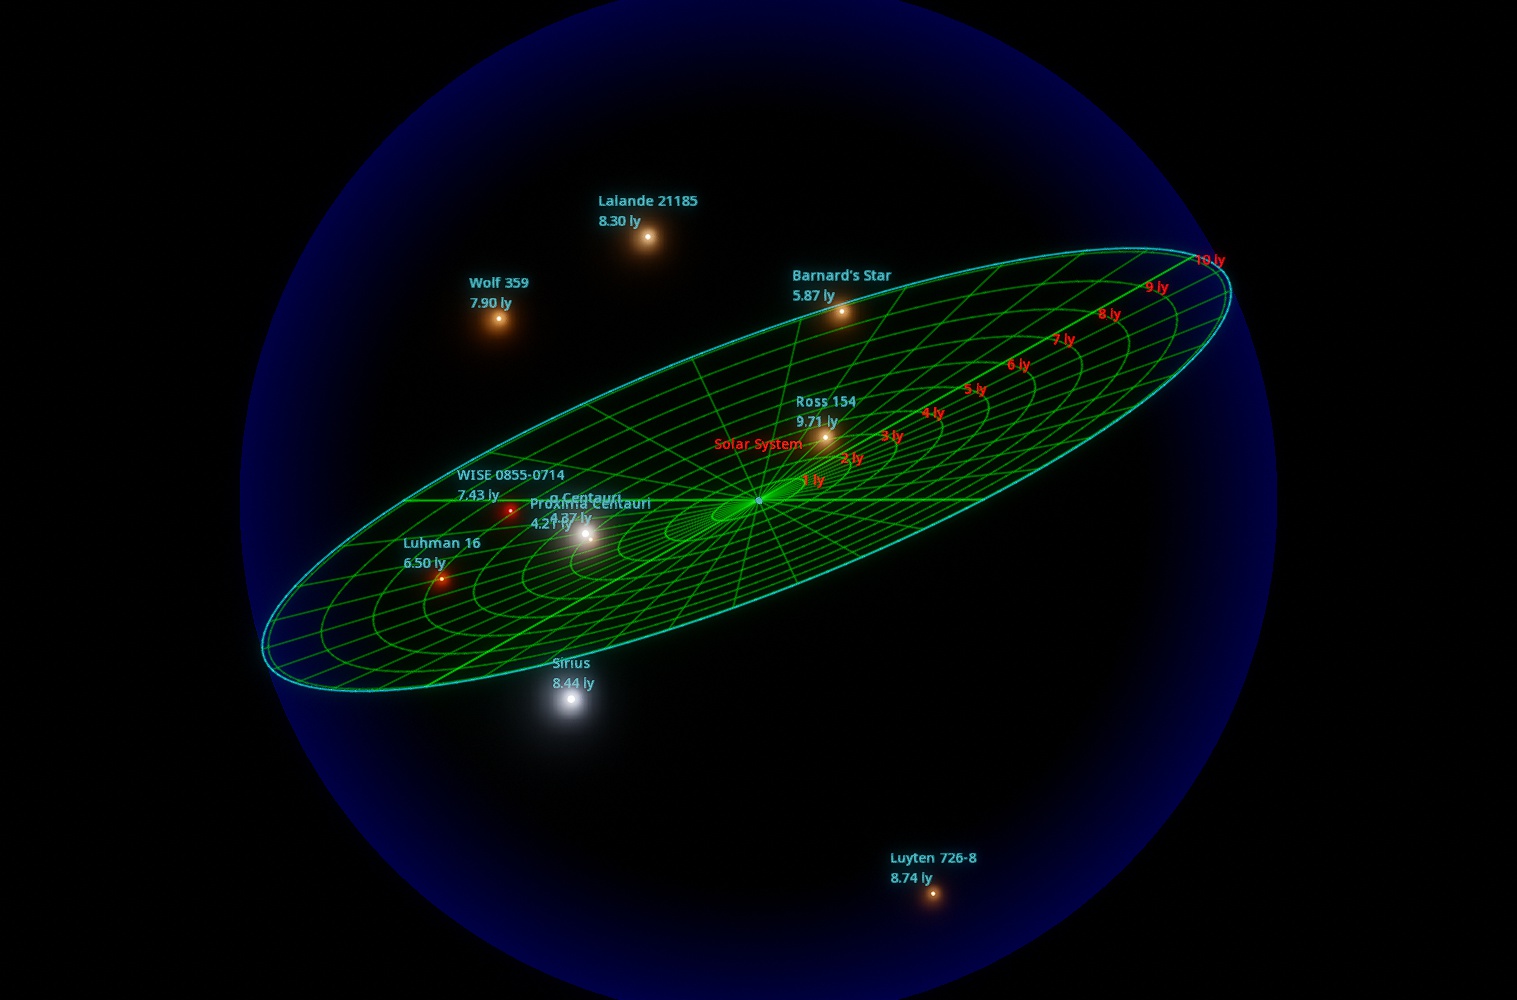 Lalande 21185
8.30 ly
10 ly
Barnard's Star
5.87 ly
Wolf 359
7.90 ly
9 ly
8 ly
7 ly
6 ly
5 ly
Ross 154
9.71 ly
4 ly
Solar System
3 ly
2 ly
1 ly
WISE 0855-0714
7.43 ly
α Centauri
4.37 ly
Proxima Centauri
4.21 ly
Luhman 16
6.50 ly
Sirius
8.44 ly
Luyten 726-8
8.74 ly